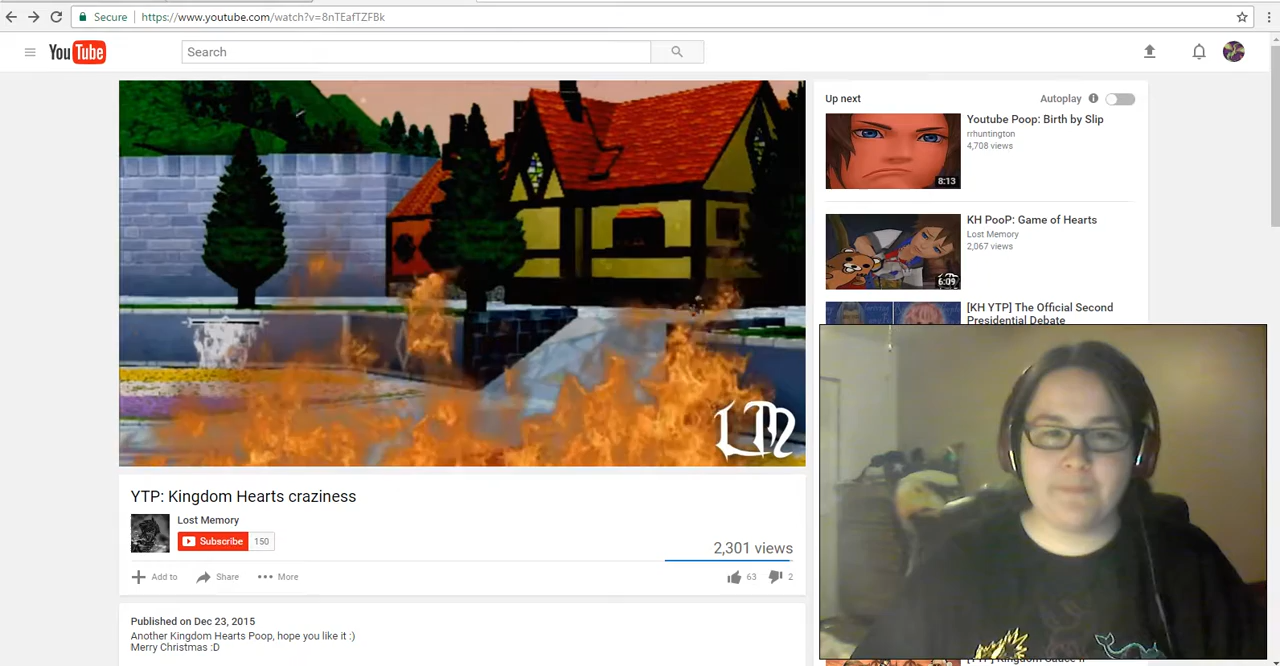 Secure https://www.youtube.com/watch?v=8nTEafTZFBk
YouTube
Search
LM
YTP: Kingdom Hearts craziness
Lost Memory
Subscribe 150
2,301 views
Add to Share More
63 2
Published on Dec 23, 2015
Another Kingdom Hearts Poop, hope you like it :)
Merry Christmas :D
Up next Autoplay
Youtube Poop: Birth by Slip
rrhuntington
4,708 views
8:13
KH PooP: Game of Hearts
Lost Memory
2,067 views
6:09
[KH YTP] The Official Second
Presidential Debate